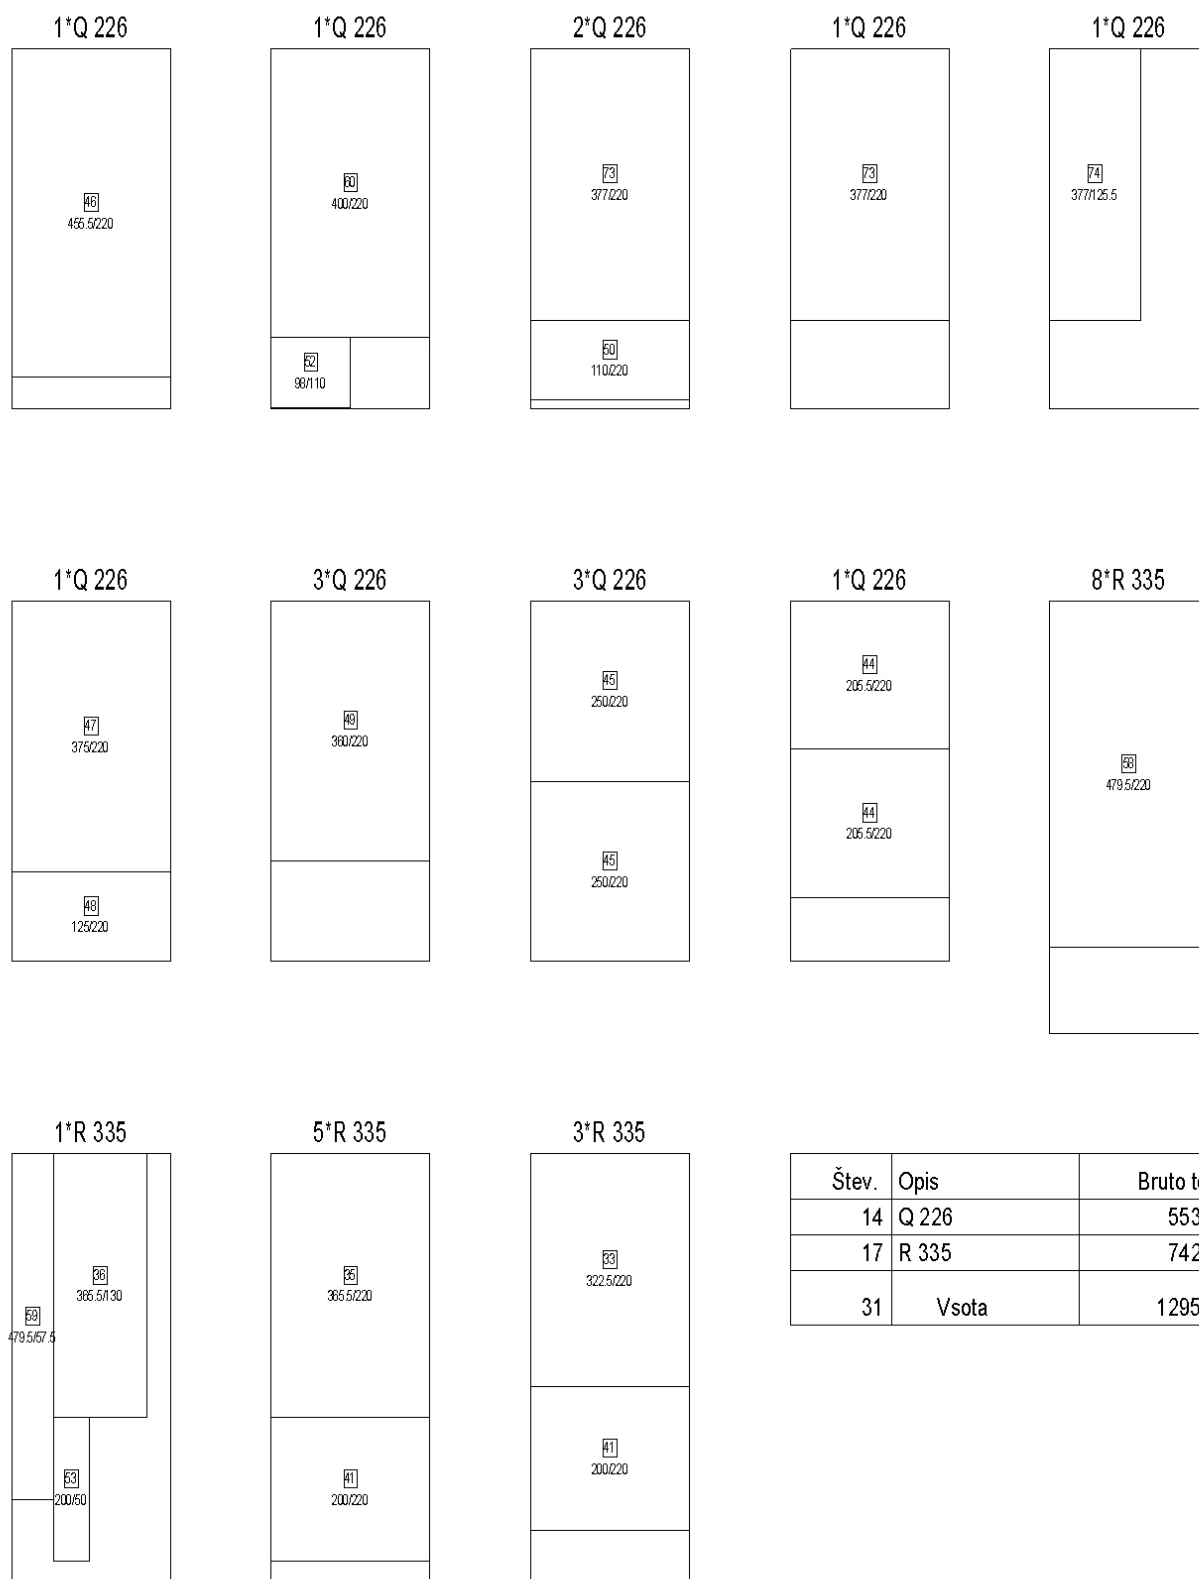 1*Q 226
1*Q 226
2*Q 226
1*Q 226
1*Q 226
46
455.5/220
60
400/220
52
98/110
73
377/220
50
110/220
73
377/220
74
377/125.5
1*Q 226
3*Q 226
3*Q 226
1*Q 226
8*R 335
47
375/220
48
125/220
49
360/220
45
250/220
45
250/220
44
205.5/220
44
205.5/220
58
479.5/220
1*R 335
5*R 335
3*R 335
59
479.5/57.5
36
365.5/130
53
200/50
35
365.5/220
41
200/220
33
322.5/220
41
200/220
Štev. Opis Bruto te
14 Q 226 553
17 R 335 742
31 Vsota 1295